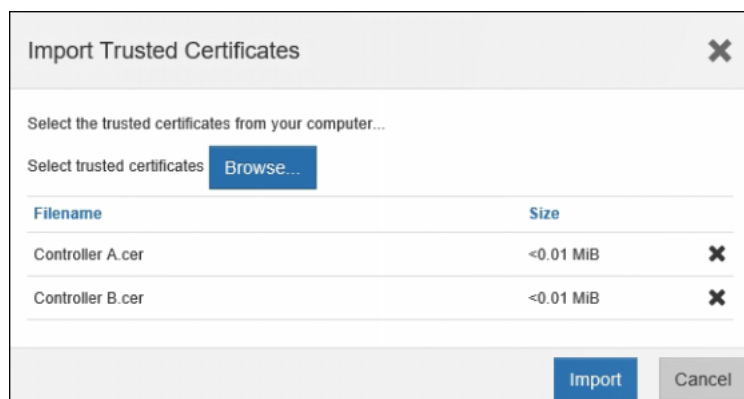 Import Trusted Certificates
Select the trusted certificates from your computer...
Select trusted certificates Browse...
Filename Size
Controller A.cer <0.01 MiB
Controller B.cer <0.01 MiB
Import Cancel